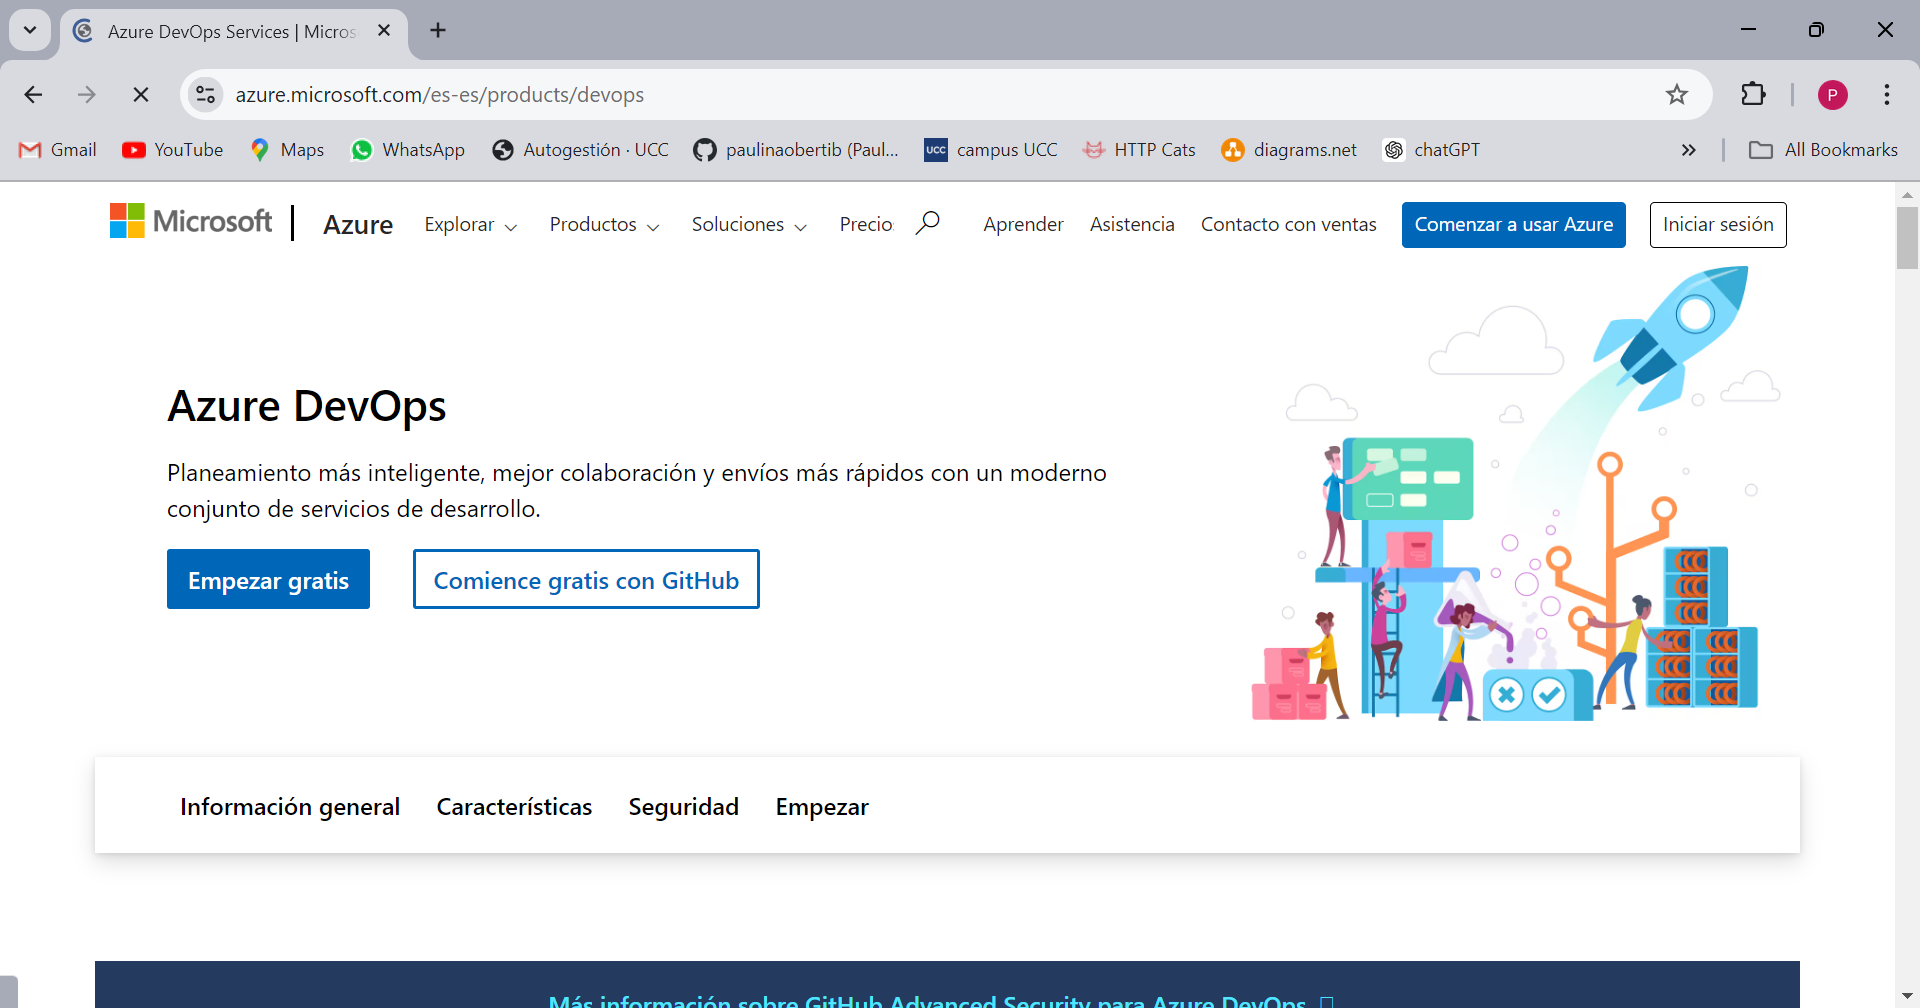 Azure DevOps Services | Micros
azure.microsoft.com/es-es/products/devops
P
Gmail
YouTube
Maps
WhatsApp
Autogestión · UCC
paulinaobertib (Paul...
UCC
campus UCC
HTTP Cats
diagrams.net
chatGPT
All Bookmarks
Microsoft
Azure
Explorar
Productos
Soluciones
Precio
Aprender
Asistencia
Contacto con ventas
Comenzar a usar Azure
Iniciar sesión
Azure DevOps
Planeamiento más inteligente, mejor colaboración y envíos más rápidos con un moderno
conjunto de servicios de desarrollo.
Empezar gratis
Comience gratis con GitHub
Información general
Características
Seguridad
Empezar
Más información sobre GitHub Advanced Security para Azure DevOps